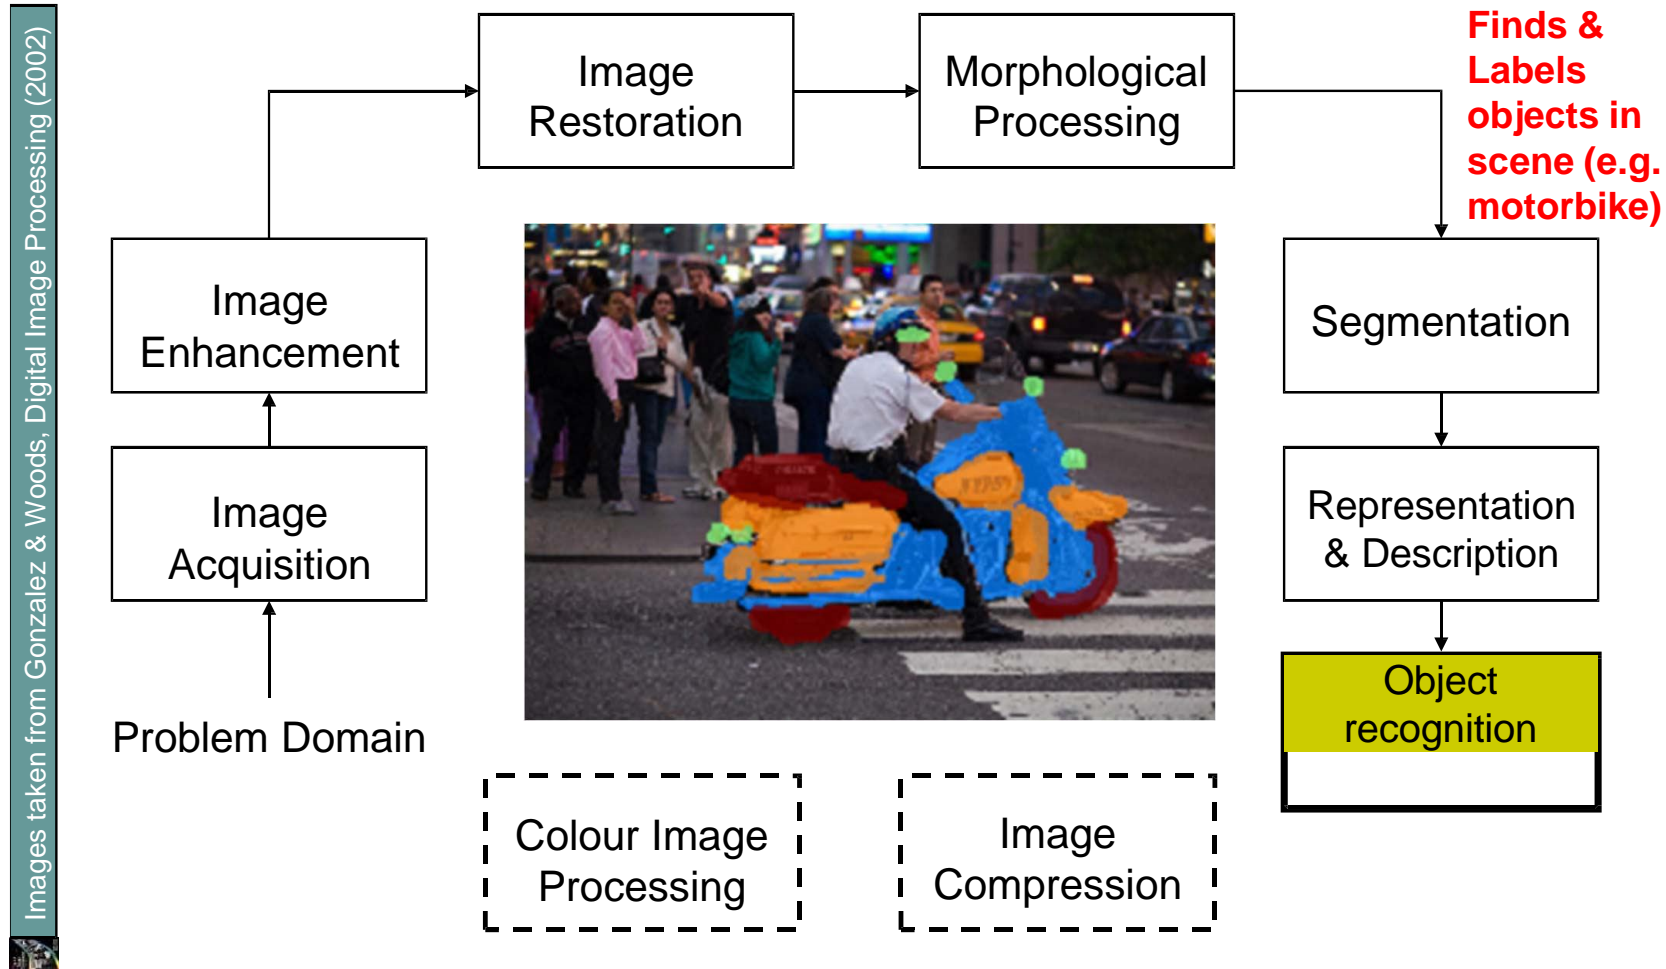 Images taken from Gonzalez & Woods, Digital Image Processing (2002)
Image
Restoration
Morphological
Processing
Finds &
Labels
objects in
scene (e.g.
motorbike)
Image
Enhancement
Segmentation
Image
Acquisition
Representation
& Description
Problem Domain
Object
recognition
Colour Image
Processing
Image
Compression